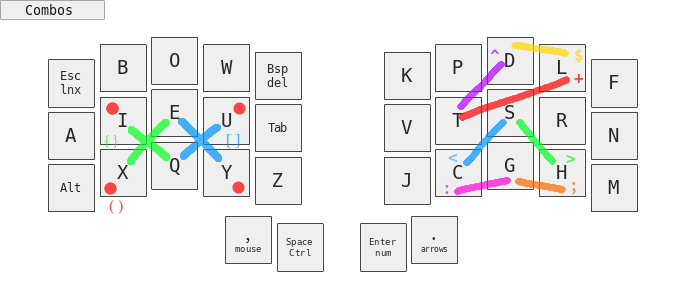 Combos
Esc
lnx
B
O
W
Bsp
del
K
P
^
D
L
$
F
A
I
E
U
Tab
V
T
S
R
+
N
{}
[]
Alt
X
Q
Y
Z
J
C
<
G
H
>
M
:
;
()
,
mouse
Space
Ctrl
Enter
num
.
arrows